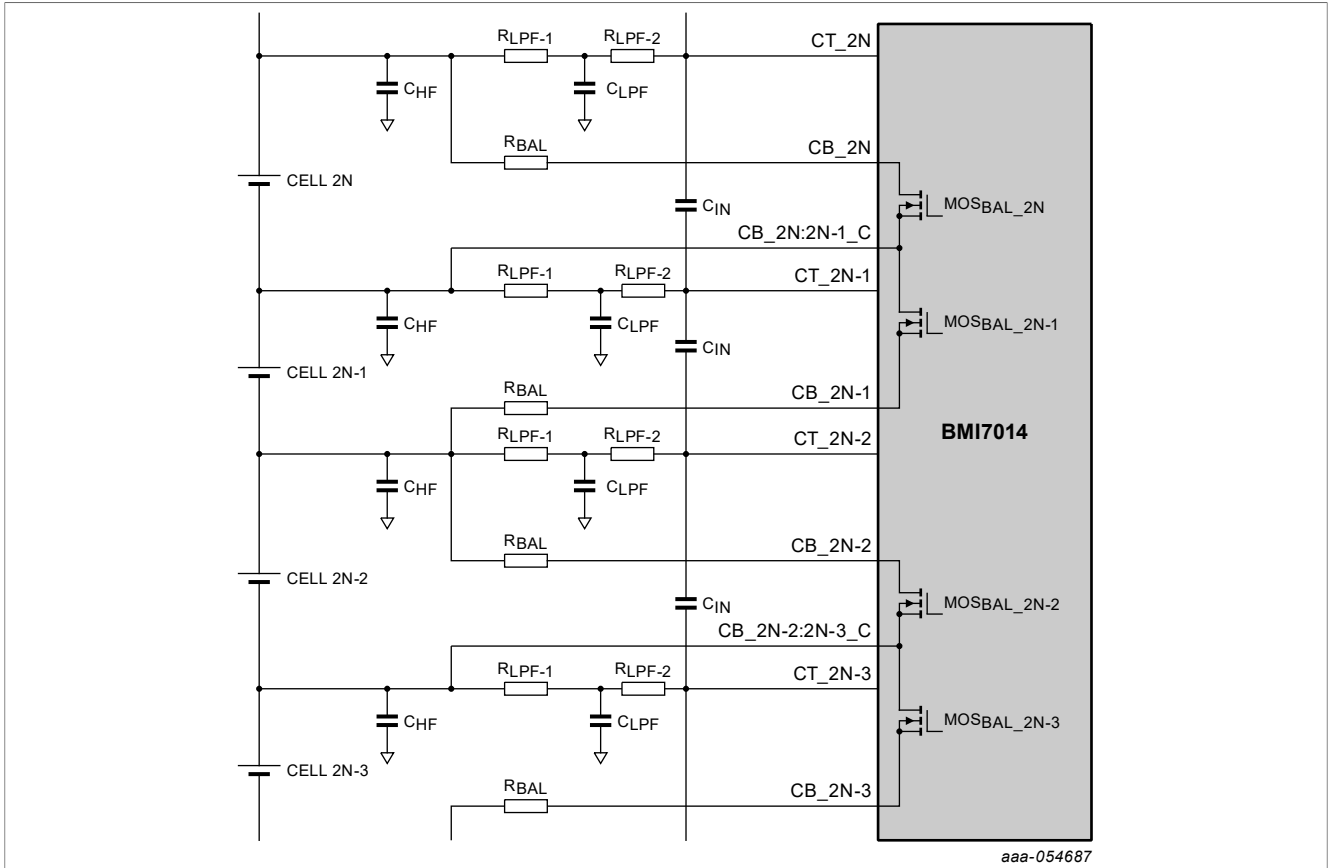 RLPF-1 RLPF-2 CT_2N
CHF CLPF
RBAL CB_2N
CELL 2N
MOSBAL_2N
CIN
CB_2N:2N-1_C
RLPF-1 RLPF-2 CT_2N-1
CHF CLPF MOSBAL_2N-1
CIN
CELL 2N-1
RBAL CB_2N-1
RLPF-1 RLPF-2 CT_2N-2
BMI7014
CHF CLPF
RBAL CB_2N-2
CELL 2N-2
MOSBAL_2N-2
CIN
CB_2N-2:2N-3_C
RLPF-1 RLPF-2 CT_2N-3
CHF CLPF MOSBAL_2N-3
CELL 2N-3
RBAL CB_2N-3
aaa-054687